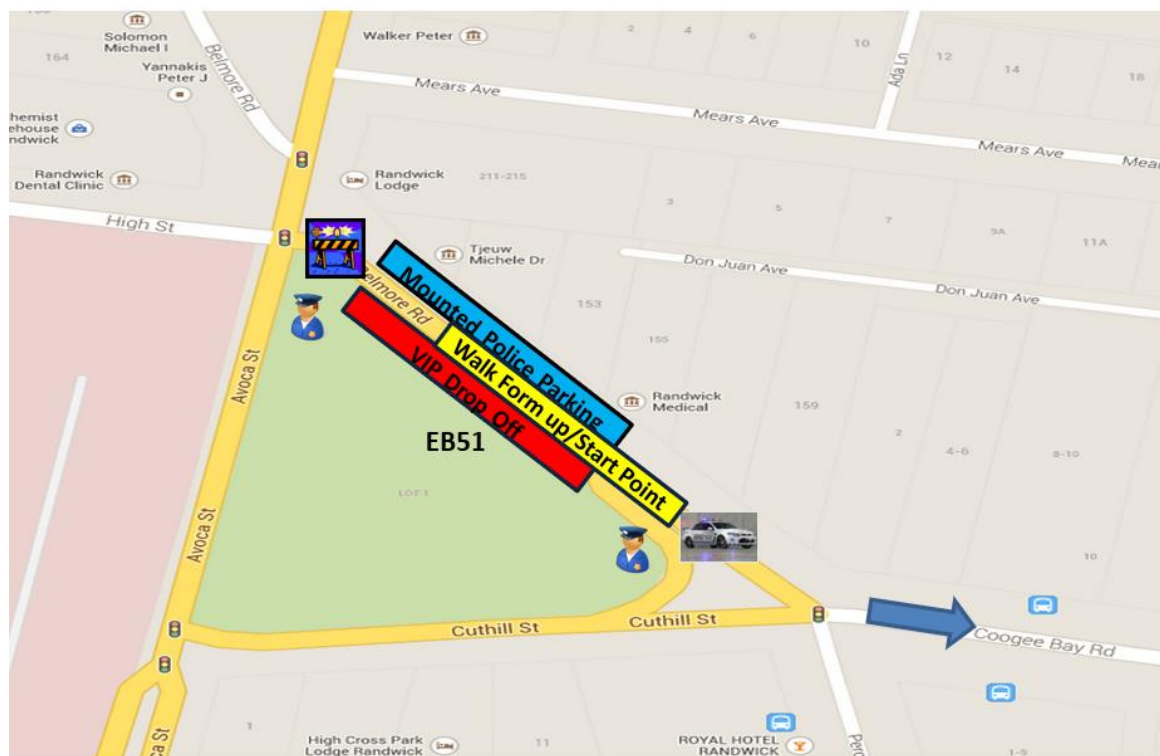 Solomon
Michael I
164
Yannakis
Peter J
Belmore Rd
Walker Peter
2
4
6
10
Ada Ln
12
14
18
Mears Ave
Mears Ave
Mears Ave
hemist
ehouse
ndwick
Randwick
Dental Clinic
Randwick
Lodge
211-215
3
5
7
9A
11A
High St
Tjeuw
Michele Dr
Don Juan Ave
Don Juan Ave
Belmore Rd
Mounted Police Parking
153
155
Walk Form up/Start Point
VIP Drop Off
Randwick
Medical
159
Avoca St
EB51
2
4-6
8-10
LOT 1
Avoca St
10
Cuthill St
Cuthill St
Coogee Bay Rd
1
High Cross Park
Lodge Randwick
11
ROYAL HOTEL
RANDWICK
1-9
Avoca St